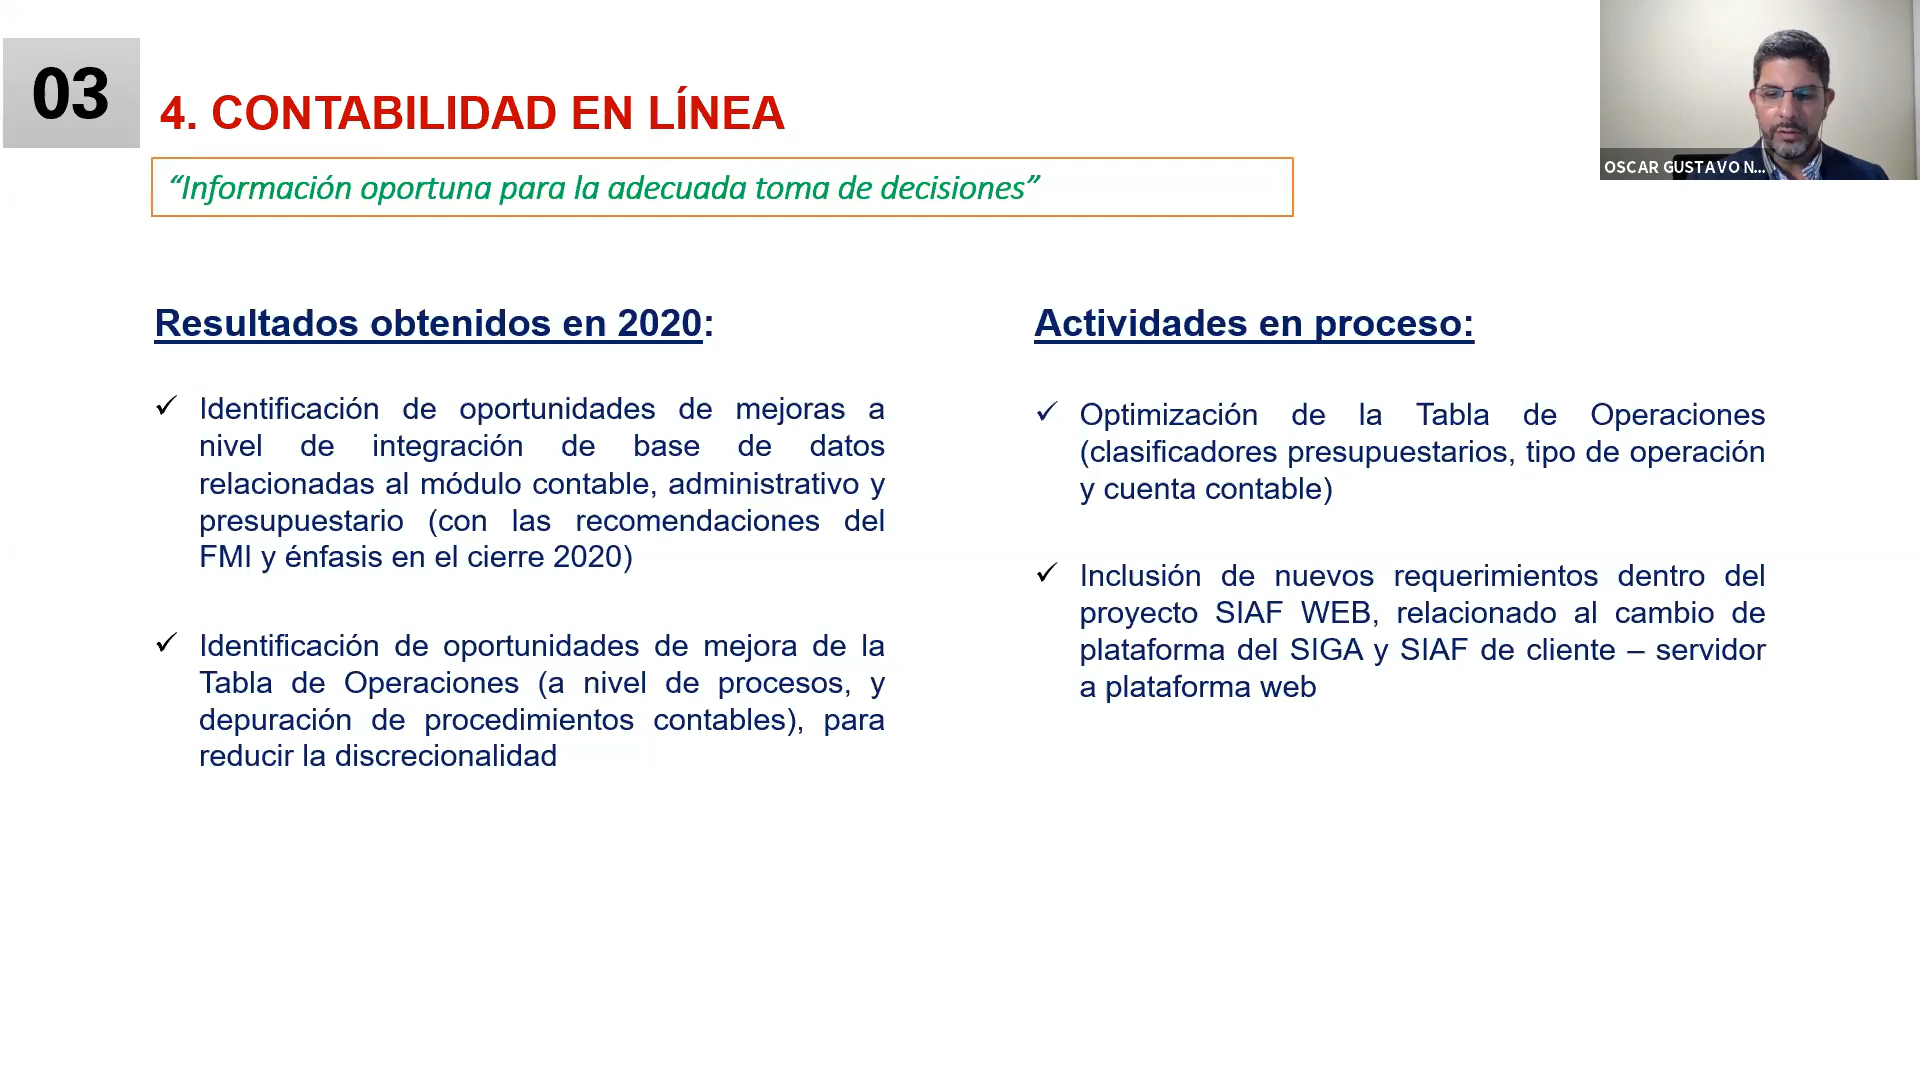 03
4. CONTABILIDAD EN LÍNEA
“Información oportuna para la adecuada toma de decisiones”
OSCAR GUSTAVO N...
Resultados obtenidos en 2020:
✓ Identificación de oportunidades de mejoras a
nivel de integración de base de datos
relacionadas al módulo contable, administrativo y
presupuestario (con las recomendaciones del
FMI y énfasis en el cierre 2020)
✓ Identificación de oportunidades de mejora de la
Tabla de Operaciones (a nivel de procesos, y
depuración de procedimientos contables), para
reducir la discrecionalidad
Actividades en proceso:
✓ Optimización de la Tabla de Operaciones
(clasificadores presupuestarios, tipo de operación
y cuenta contable)
✓ Inclusión de nuevos requerimientos dentro del
proyecto SIAF WEB, relacionado al cambio de
plataforma del SIGA y SIAF de cliente – servidor
a plataforma web